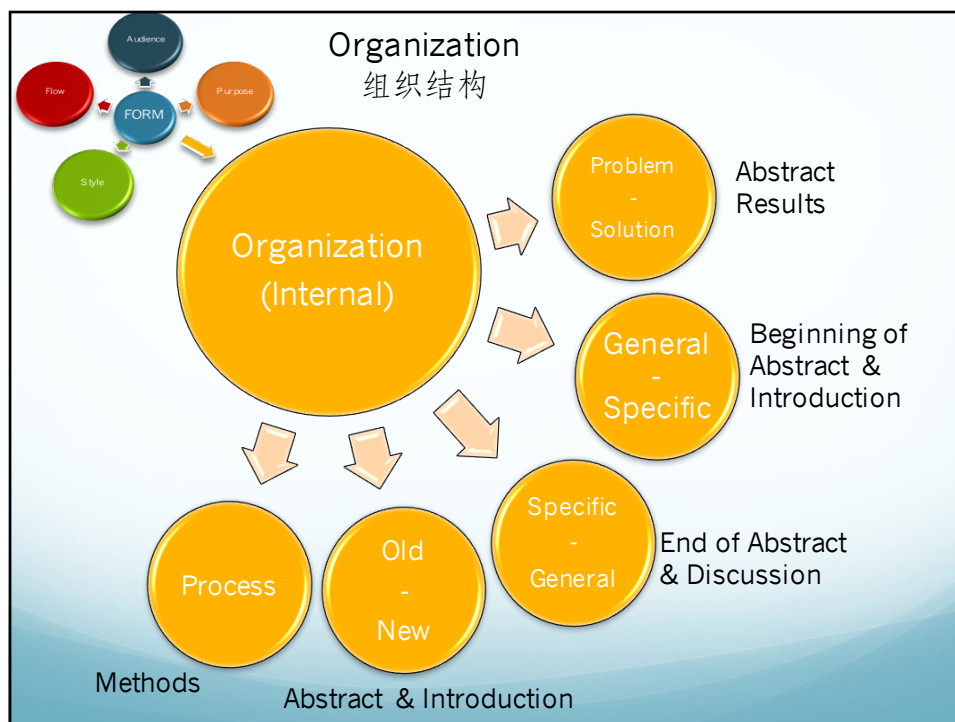 Organization
组织结构
Audience
Flow
Purpose
FORM
Style
Organization
(Internal)
Problem
-
Solution
Abstract
Results
General
-
Specific
Beginning of
Abstract &
Introduction
Specific
-
General
End of Abstract
& Discussion
Old
-
New
Abstract & Introduction
Process
Methods